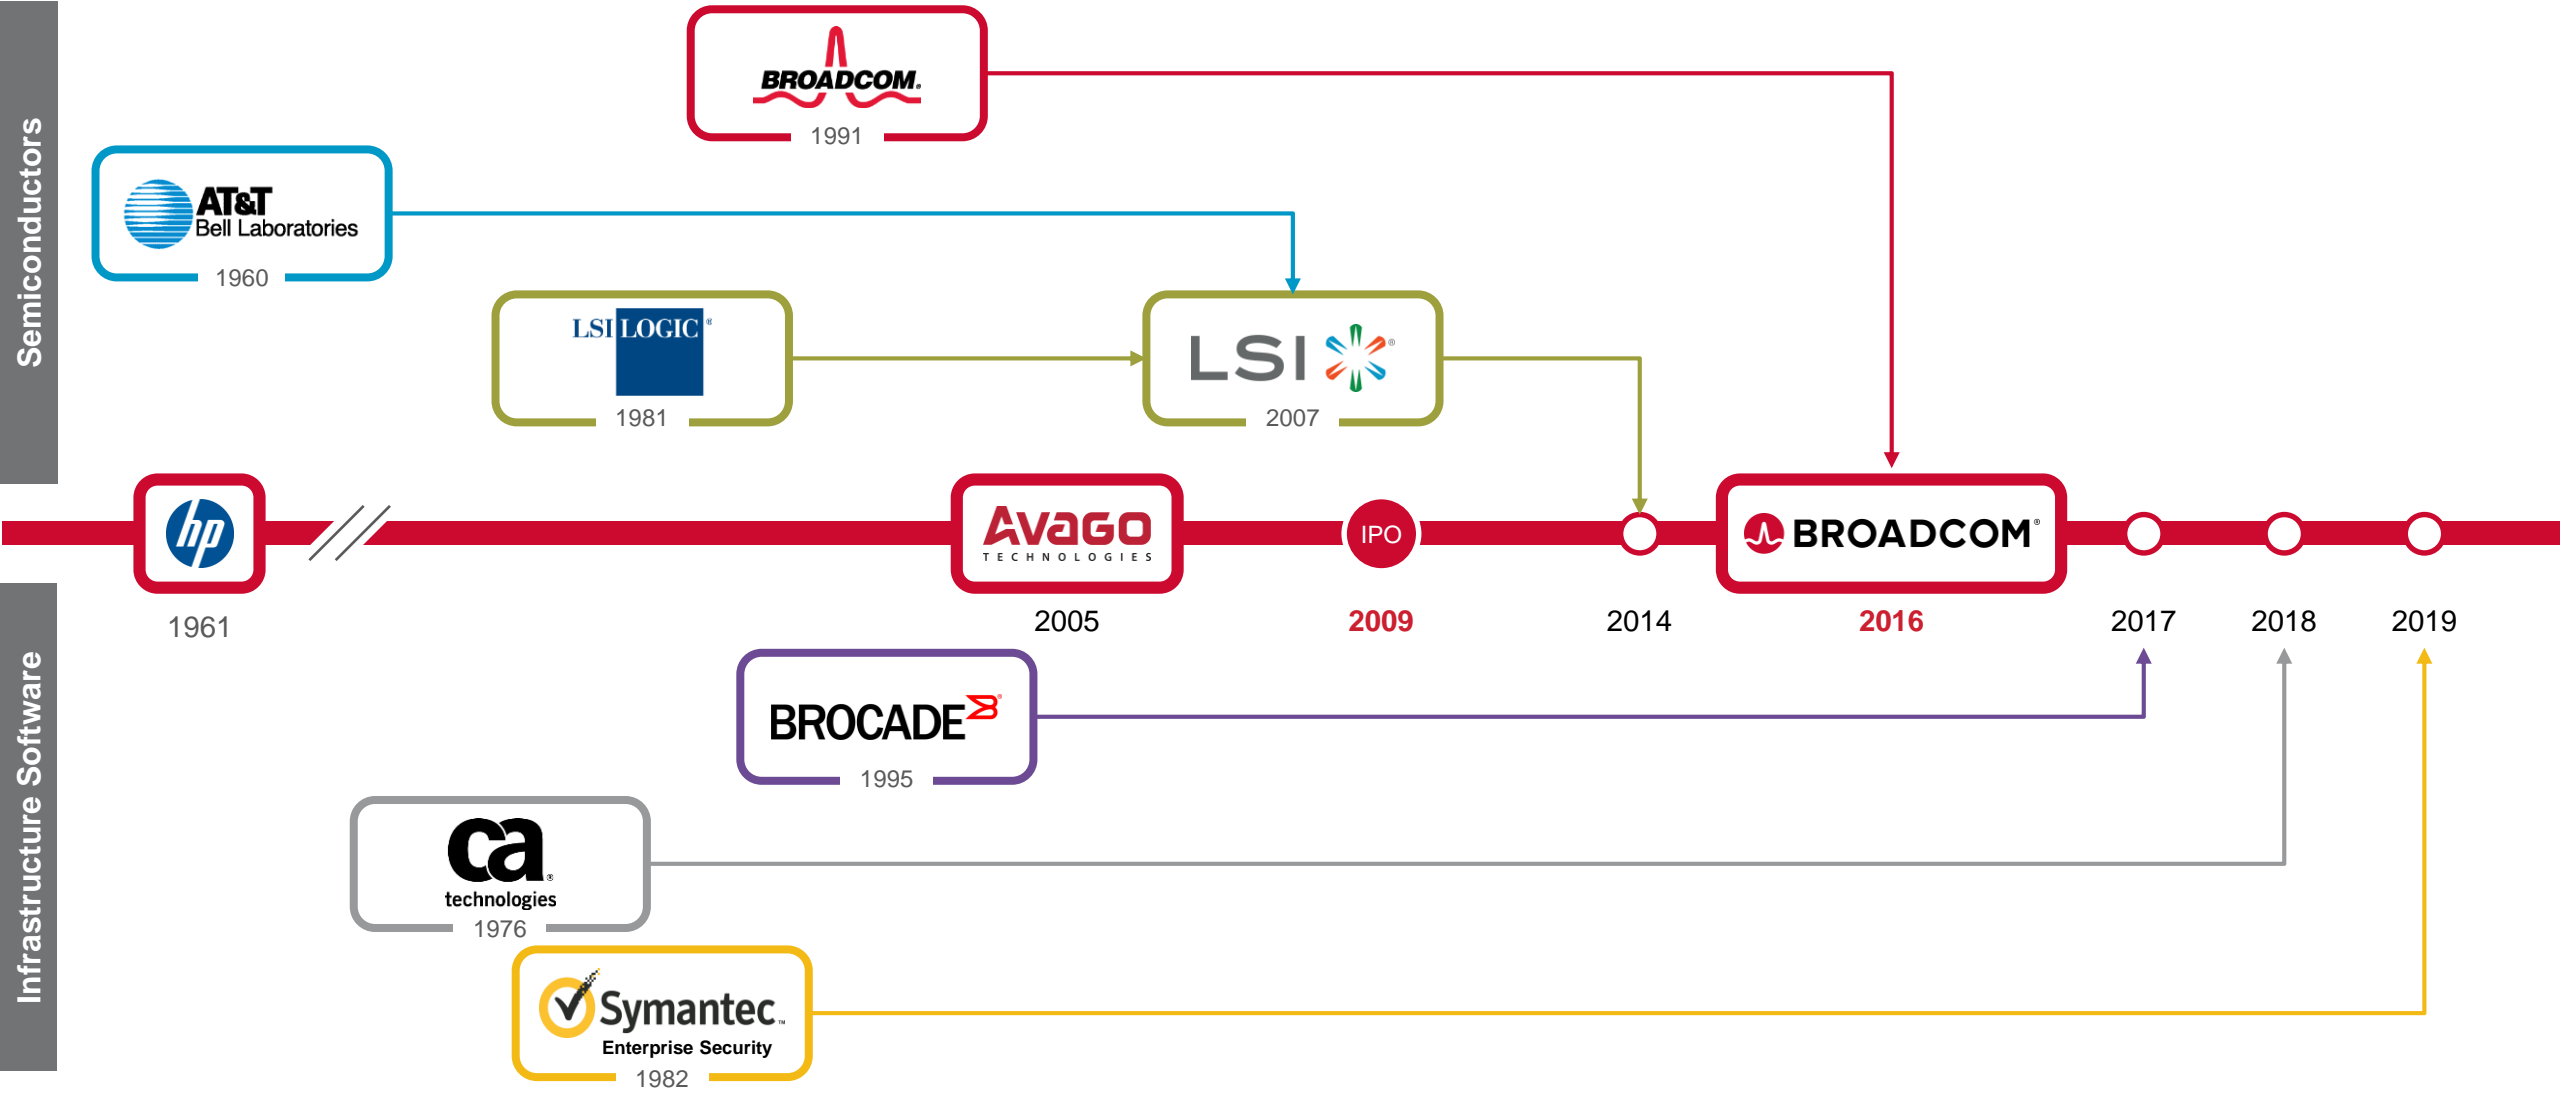 Semiconductors
BROADCOM®
1991
AT&T
Bell Laboratories
1960
LSI LOGIC®
1981
LSI®
2007
hp
AVAGO
TECHNOLOGIES
IPO
BROADCOM®
1961
2005
2009
2014
2016
2017
2018
2019
Infrastructure Software
BROCADE B®
1995
ca®
technologies
1976
Symantec™
Enterprise Security
1982